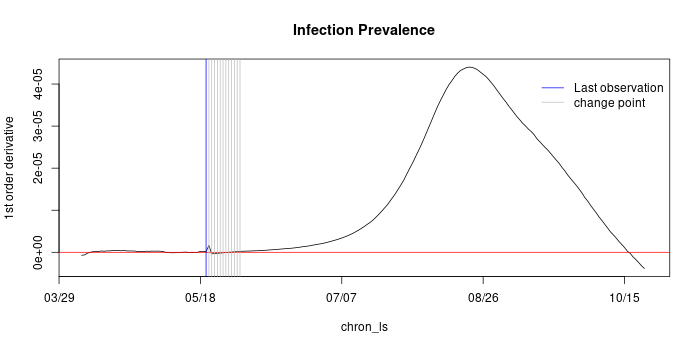 Infection Prevalence
1st order derivative
4e-05
3e-05
2e-05
0e+00
Last observation
change point
03/29
05/18
07/07
08/26
10/15
chron_ls